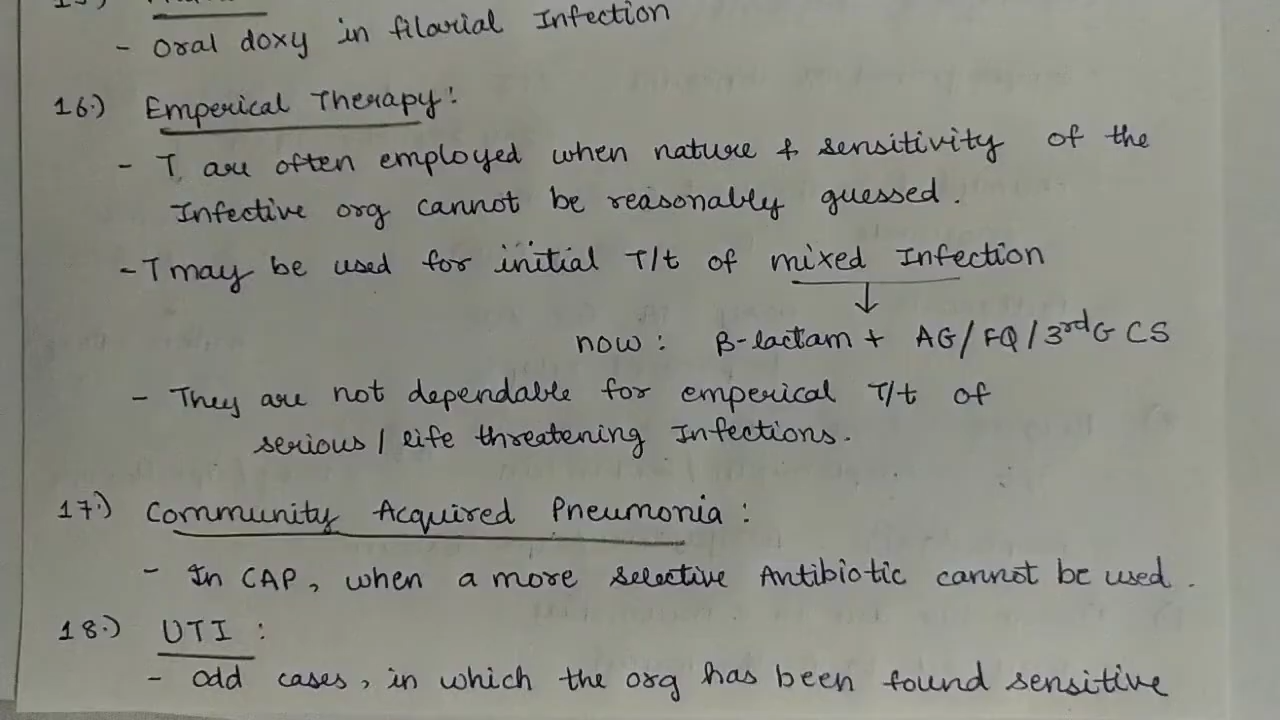 - Oral doxy in filarial Infection
16.) Emperical Therapy:
- T, are often employed when nature & sensitivity of the
Infective org cannot be reasonably guessed.
- T may be used for initial T/t of mixed Infection
↓
now: β-lactam + AG/FQ/3rdG CS
- They are not dependable for emperical T/t of
serious/life threatening Infections.
17.) Community Acquired Pneumonia:
- In CAP, when a more selective Antibiotic cannot be used.
18.) UTI:
- odd cases, in which the org has been found sensitive